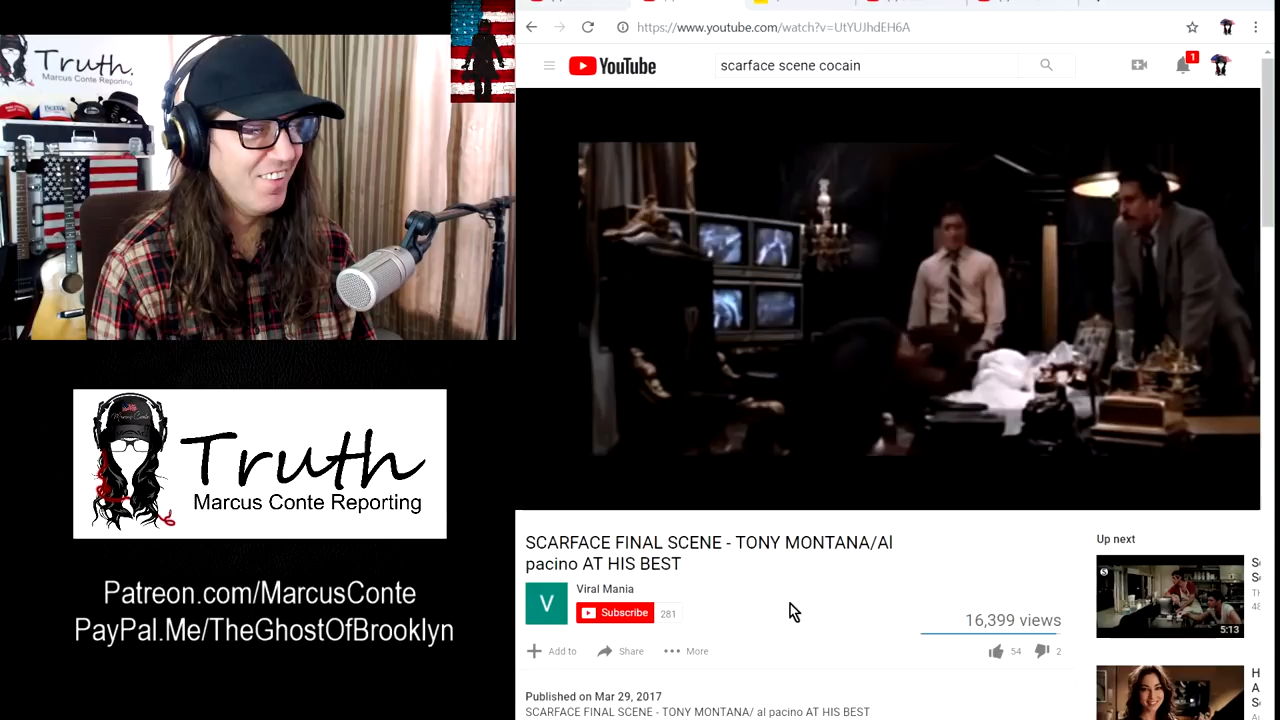 Truth.
Marcus Conte Reporting
https://www.youtube.com/watch?v=UtYUJhdEH6A
YouTube
scarface scene cocain
1
Truth
Marcus Conte Reporting
Patreon.com/MarcusConte
PayPal.Me/TheGhostOfBrooklyn
SCARFACE FINAL SCENE - TONY MONTANA/Al
pacino AT HIS BEST
V
Viral Mania
Subscribe 281
16,399 views
Add to Share More
54 2
Published on Mar 29, 2017
SCARFACE FINAL SCENE - TONY MONTANA/ al pacino AT HIS BEST
Up next
5:13